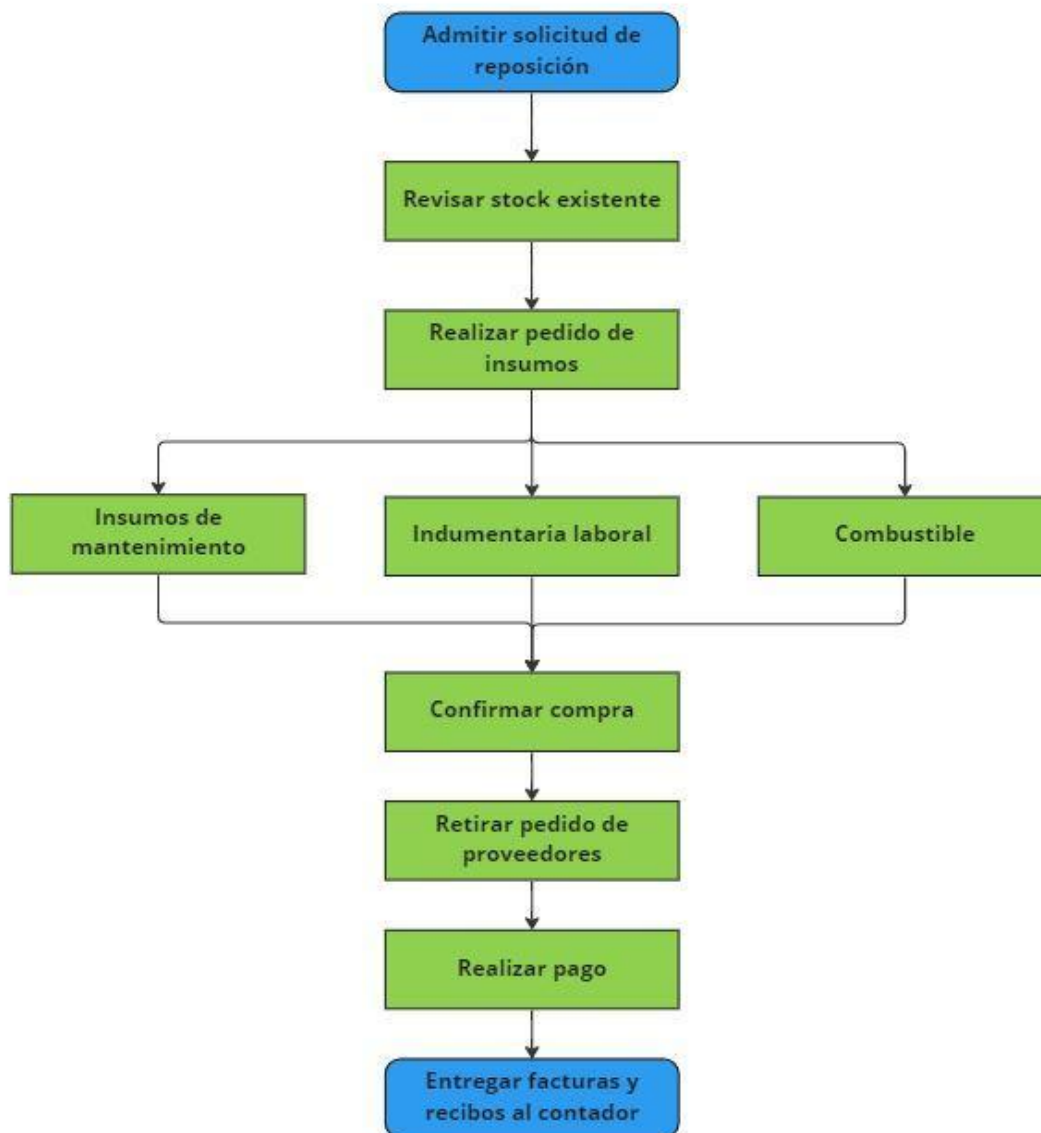 Admitir solicitud de
reposición
Revisar stock existente
Realizar pedido de
insumos
Insumos de
mantenimiento
Indumentaria laboral
Combustible
Confirmar compra
Retirar pedido de
proveedores
Realizar pago
Entregar facturas y
recibos al contador